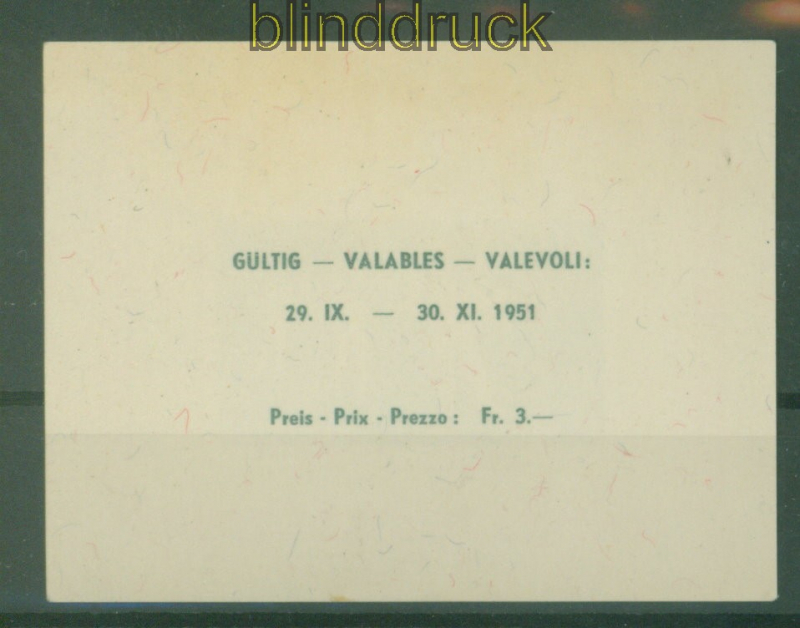 blinddruck
GÜLTIG — VALABLES — VALEVOLI:
29. IX. — 30. XI. 1951
Preis - Prix - Prezzo : Fr. 3.—